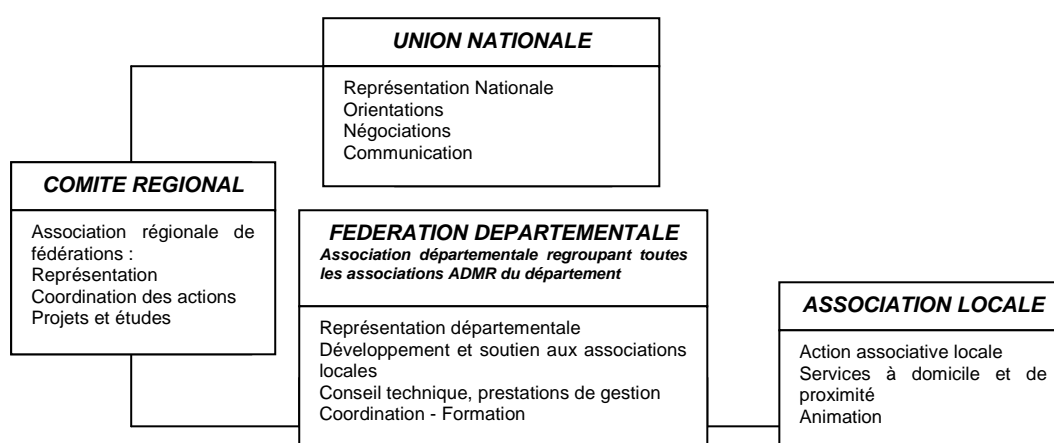 UNION NATIONALE
Représentation Nationale
Orientations
Négociations
Communication
COMITE REGIONAL
Association régionale de
fédérations :
Représentation
Coordination des actions
Projets et études
FEDERATION DEPARTEMENTALE
Association départementale regroupant toutes
les associations ADMR du département
Représentation départementale
Développement et soutien aux associations
locales
Conseil technique, prestations de gestion
Coordination - Formation
ASSOCIATION LOCALE
Action associative locale
Services à domicile et de
proximité
Animation